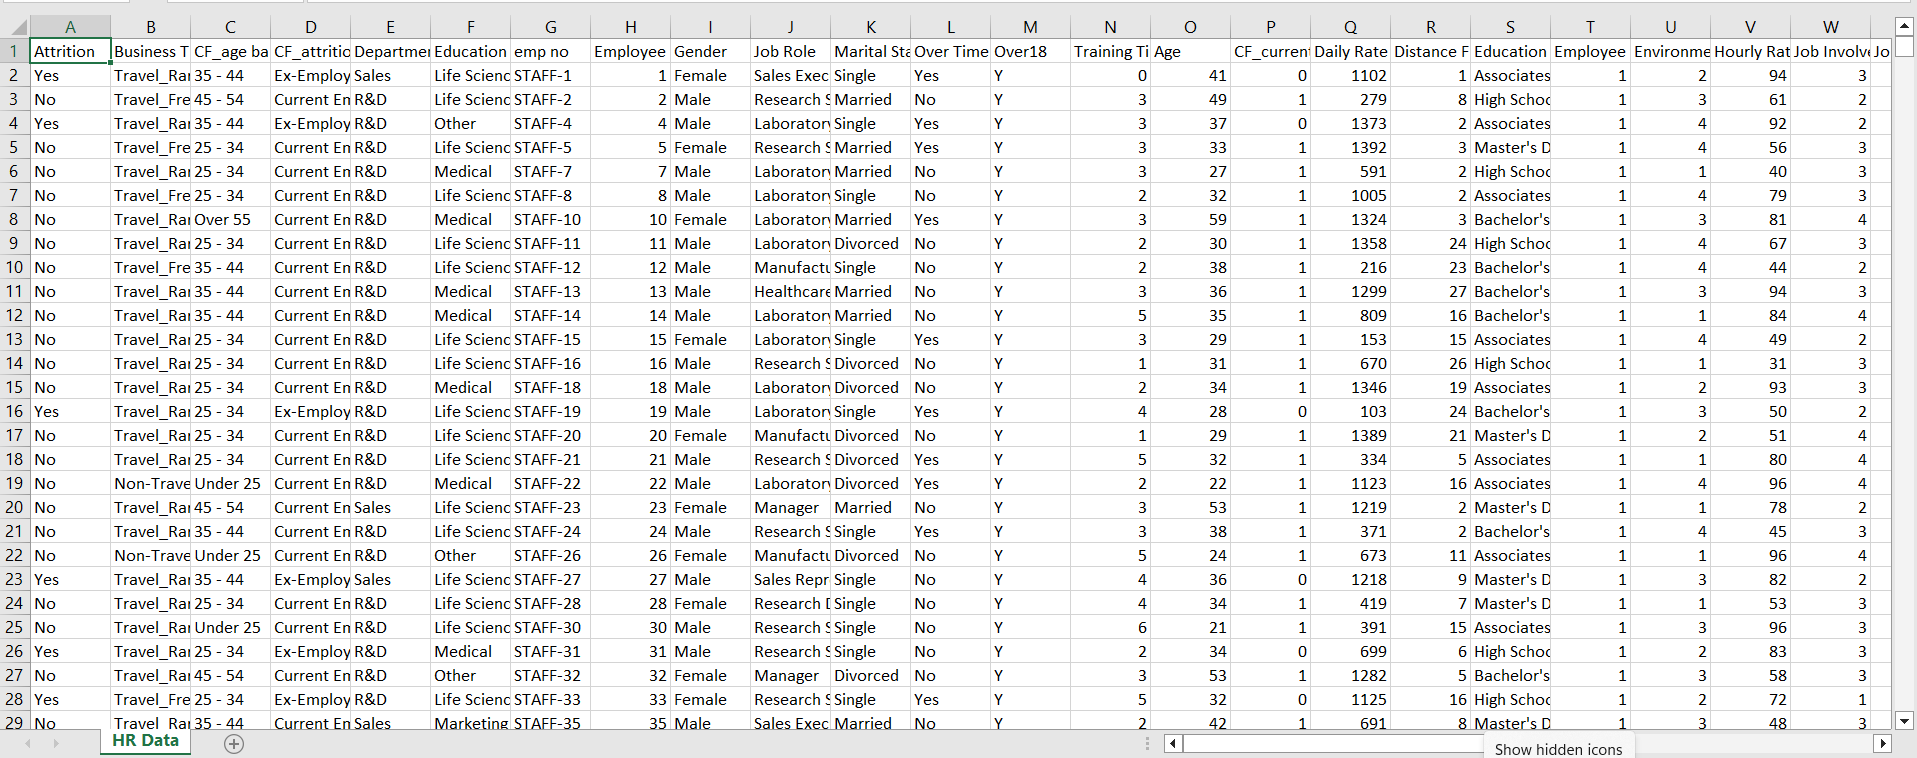 A B C D E F G H I J K L M N O P Q R S T U V W
1 Attrition Business T CF_age ba CF_attritio Departmer Education emp no Employee Gender Job Role Marital Sta Over Time Over18 Training Ti Age CF_current Daily Rate Distance F Education Employee Environme Hourly Rat Job Involve Jo
2 Yes Travel_Rar 35 - 44 Ex-Employ Sales Life Scienc STAFF-1 1 Female Sales Exec Single Yes Y 0 41 0 1102 1 Associates 1 2 94 3
3 No Travel_Fre 45 - 54 Current En R&D Life Scienc STAFF-2 2 Male Research S Married No Y 3 49 1 279 8 High Schoo 1 3 61 2
4 Yes Travel_Rar 35 - 44 Ex-Employ R&D Other STAFF-4 4 Male Laboratory Single Yes Y 3 37 0 1373 2 Associates 1 4 92 2
5 No Travel_Fre 25 - 34 Current En R&D Life Scienc STAFF-5 5 Female Research S Married Yes Y 3 33 1 1392 3 Master's D 1 4 56 3
6 No Travel_Rar 25 - 34 Current En R&D Medical STAFF-7 7 Male Laboratory Married No Y 3 27 1 591 2 High Schoo 1 1 40 3
7 No Travel_Fre 25 - 34 Current En R&D Life Scienc STAFF-8 8 Male Laboratory Single No Y 2 32 1 1005 2 Associates 1 4 79 3
8 No Travel_Rar Over 55 Current En R&D Medical STAFF-10 10 Female Laboratory Married Yes Y 3 59 1 1324 3 Bachelor's 1 3 81 4
9 No Travel_Rar 25 - 34 Current En R&D Life Scienc STAFF-11 11 Male Laboratory Divorced No Y 2 30 1 1358 24 High Schoo 1 4 67 3
10 No Travel_Fre 35 - 44 Current En R&D Life Scienc STAFF-12 12 Male Manufactu Single No Y 2 38 1 216 23 Bachelor's 1 4 44 2
11 No Travel_Rar 35 - 44 Current En R&D Medical STAFF-13 13 Male Healthcare Married No Y 3 36 1 1299 27 Bachelor's 1 3 94 3
12 No Travel_Rar 35 - 44 Current En R&D Medical STAFF-14 14 Male Laboratory Married No Y 5 35 1 809 16 Bachelor's 1 1 84 4
13 No Travel_Rar 25 - 34 Current En R&D Life Scienc STAFF-15 15 Female Laboratory Single Yes Y 3 29 1 153 15 Associates 1 4 49 2
14 No Travel_Rar 25 - 34 Current En R&D Life Scienc STAFF-16 16 Male Research S Divorced No Y 1 31 1 670 26 High Schoo 1 1 31 3
15 No Travel_Rar 25 - 34 Current En R&D Medical STAFF-18 18 Male Laboratory Divorced No Y 2 34 1 1346 19 Associates 1 2 93 3
16 Yes Travel_Rar 25 - 34 Ex-Employ R&D Life Scienc STAFF-19 19 Male Laboratory Single Yes Y 4 28 0 103 24 Bachelor's 1 3 50 2
17 No Travel_Rar 25 - 34 Current En R&D Life Scienc STAFF-20 20 Female Manufactu Divorced No Y 1 29 1 1389 21 Master's D 1 2 51 4
18 No Travel_Rar 25 - 34 Current En R&D Life Scienc STAFF-21 21 Male Research S Divorced Yes Y 5 32 1 334 5 Associates 1 1 80 4
19 No Non-Trave Under 25 Current En R&D Medical STAFF-22 22 Male Laboratory Divorced Yes Y 2 22 1 1123 16 Associates 1 4 96 4
20 No Travel_Rar 45 - 54 Current En Sales Life Scienc STAFF-23 23 Female Manager Married No Y 3 53 1 1219 2 Master's D 1 1 78 2
21 No Travel_Rar 35 - 44 Current En R&D Life Scienc STAFF-24 24 Male Research S Single Yes Y 3 38 1 371 2 Bachelor's 1 4 45 3
22 No Non-Trave Under 25 Current En R&D Other STAFF-26 26 Female Manufactu Divorced No Y 5 24 1 673 11 Associates 1 1 96 4
23 Yes Travel_Rar 35 - 44 Ex-Employ Sales Life Scienc STAFF-27 27 Male Sales Repr Single No Y 4 36 0 1218 9 Master's D 1 3 82 2
24 No Travel_Rar 25 - 34 Current En R&D Life Scienc STAFF-28 28 Female Research D Single No Y 4 34 1 419 7 Master's D 1 1 53 3
25 No Travel_Rar Under 25 Current En R&D Life Scienc STAFF-30 30 Male Research S Single No Y 6 21 1 391 15 Associates 1 3 96 3
26 Yes Travel_Rar 25 - 34 Ex-Employ R&D Medical STAFF-31 31 Male Research S Single No Y 2 34 0 699 6 High Schoo 1 2 83 3
27 No Travel_Rar 45 - 54 Current En R&D Other STAFF-32 32 Female Manager Divorced No Y 3 53 1 1282 5 Bachelor's 1 3 58 3
28 Yes Travel_Fre 25 - 34 Ex-Employ R&D Life Scienc STAFF-33 33 Female Research S Single Yes Y 5 32 0 1125 16 High Schoo 1 2 72 1
29 No Travel_Rar 35 - 44 Current En Sales Marketing STAFF-35 35 Male Sales Exec Married No Y 2 42 1 691 8 Master's D 1 3 48 3
HR Data
Show hidden icons